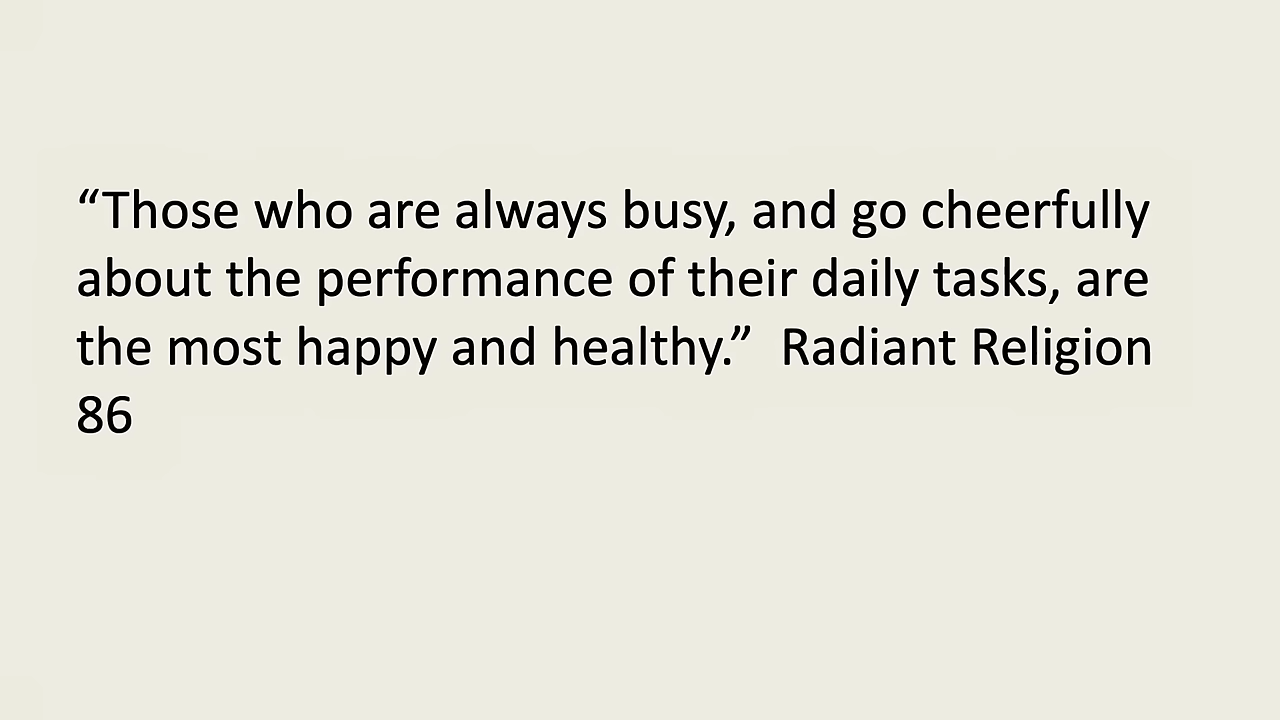 “Those who are always busy, and go cheerfully
about the performance of their daily tasks, are
the most happy and healthy.”  Radiant Religion
86